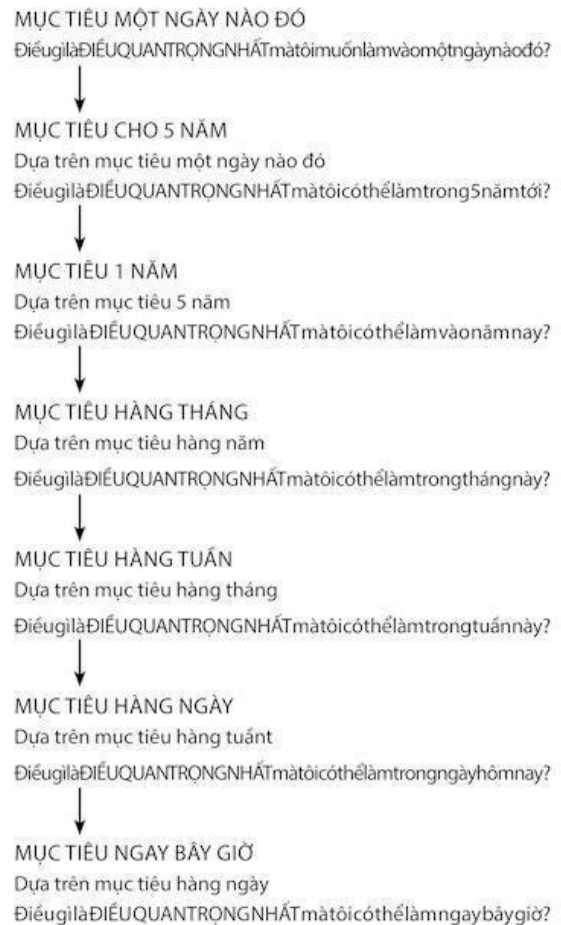 MỤC TIÊU MỘT NGÀY NÀO ĐÓ
ĐiềugìlàĐIỀUQUANTRỌNGNHẤTmàtôimuốnlàmvàomộtngàynàođó?
MỤC TIÊU CHO 5 NĂM
Dựa trên mục tiêu một ngày nào đó
ĐiềugìlàĐIỀUQUANTRỌNGNHẤTmàtôicóthểlàmtrong5nămtới?
MỤC TIÊU 1 NĂM
Dựa trên mục tiêu 5 năm
ĐiềugìlàĐIỀUQUANTRỌNGNHẤTmàtôicóthểlàmvàonămnay?
MỤC TIÊU HÀNG THÁNG
Dựa trên mục tiêu hàng năm
ĐiềugìlàĐIỀUQUANTRỌNGNHẤTmàtôicóthểlàmtrongthángnày?
MỤC TIÊU HÀNG TUẦN
Dựa trên mục tiêu hàng tháng
ĐiềugìlàĐIỀUQUANTRỌNGNHẤTmàtôicóthểlàmtrongtuầnnày?
MỤC TIÊU HÀNG NGÀY
Dựa trên mục tiêu hàng tuầnt
ĐiềugìlàĐIỀUQUANTRỌNGNHẤTmàtôicóthểlàmtrongngàyhômnay?
MỤC TIÊU NGAY BÂY GIỜ
Dựa trên mục tiêu hàng ngày
ĐiềugìlàĐIỀUQUANTRỌNGNHẤTmàtôicóthểlàmngaybâygiờ?